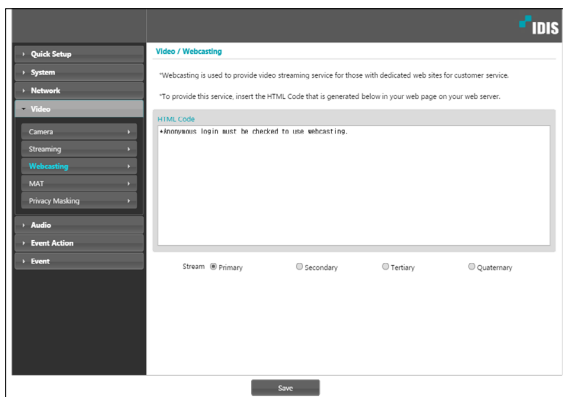 IDIS
Quick Setup
System
Network
Video
Camera
Streaming
Webcasting
MAT
Privacy Masking
Audio
Event Action
Event
Video / Webcasting
*Webcasting is used to provide video streaming service for those with dedicated web sites for customer service.
*To provide this service, insert the HTML Code that is generated below in your web page on your web server.
HTML Code
*Anonymous login must be checked to use webcasting.
Stream Primary Secondary Tertiary Quaternary
Save